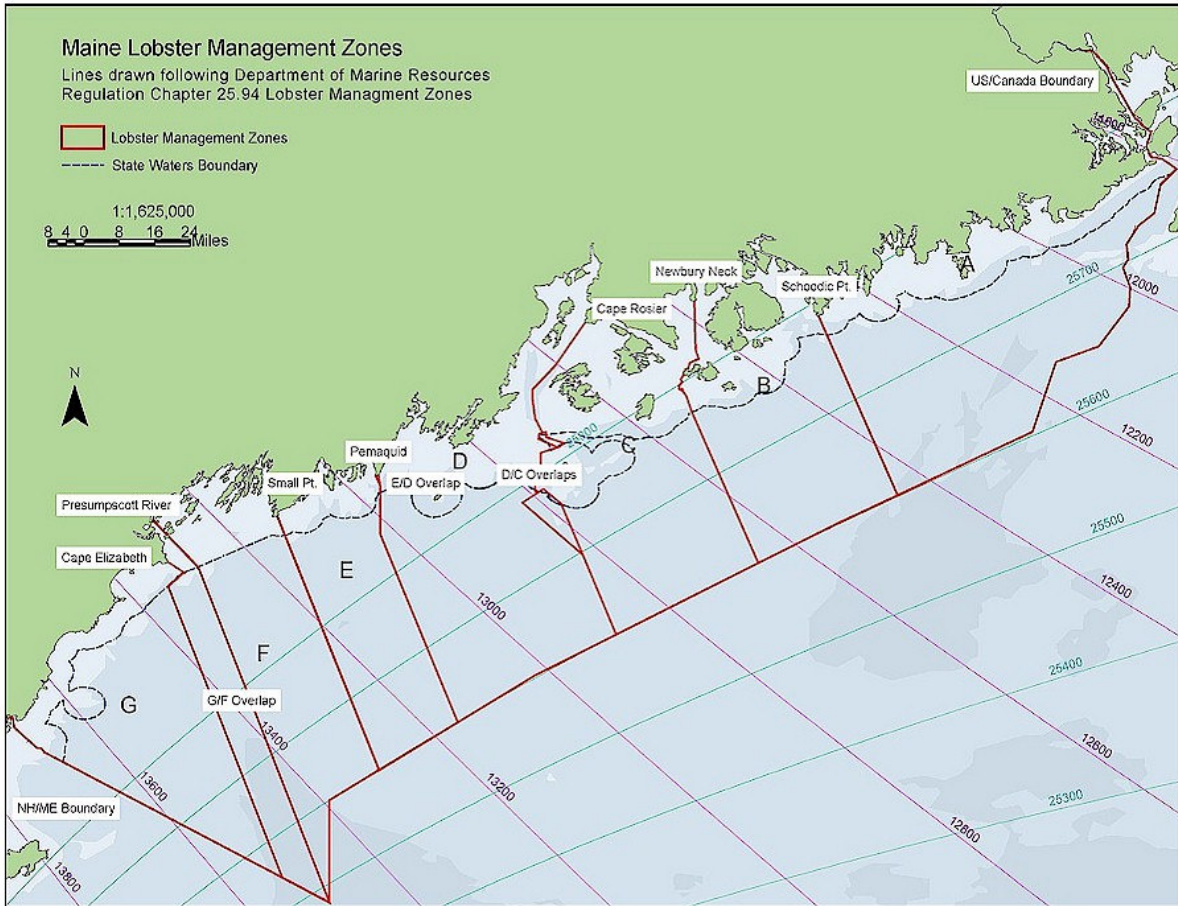 Maine Lobster Management Zones
Lines drawn following Department of Marine Resources
Regulation Chapter 25.94 Lobster Managment Zones
Lobster Management Zones
State Waters Boundary
1:1,625,000
8 4 0 8 16 24 Miles
N
US/Canada Boundary
A
12000
25700
Newbury Neck
Schoodic Pt.
Cape Rosier
B
25600
12200
C
25800
D
Pemaquid
E/D Overlap
D/C Overlaps
Small Pt.
Presumpscott River
Cape Elizabeth
25500
E
12400
13000
F
25400
G
G/F Overlap
13400
12600
13200
25300
13600
NH/ME Boundary
12800
13800